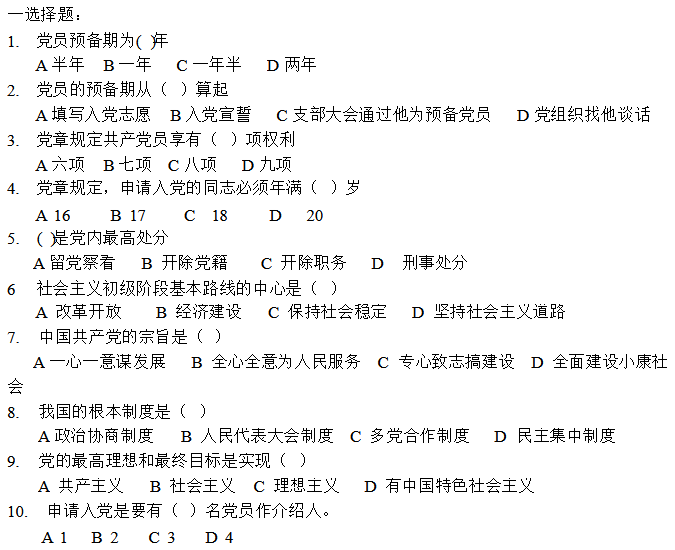 一选择题：
1. 党员预备期为( )年
A 半年 B 一年 C 一年半 D 两年
2. 党员的预备期从（ ）算起
A 填写入党志愿 B 入党宣誓 C 支部大会通过他为预备党员 D 党组织找他谈话
3. 党章规定共产党员享有（ ）项权利
A 六项 B 七项 C 八项 D 九项
4. 党章规定，申请入党的同志必须年满（ ）岁
A 16 B 17 C 18 D 20
5. ( )是党内最高处分
A 留党察看 B 开除党籍 C 开除职务 D 刑事处分
6 社会主义初级阶段基本路线的中心是（ ）
A 改革开放 B 经济建设 C 保持社会稳定 D 坚持社会主义道路
7. 中国共产党的宗旨是（ ）
A 一心一意谋发展 B 全心全意为人民服务 C 专心致志搞建设 D 全面建设小康社
会
8. 我国的根本制度是（ ）
A 政治协商制度 B 人民代表大会制度 C 多党合作制度 D 民主集中制度
9. 党的最高理想和最终目标是实现（ ）
A 共产主义 B 社会主义 C 理想主义 D 有中国特色社会主义
10. 申请入党是要有（ ）名党员作介绍人。
A 1 B 2 C 3 D 4